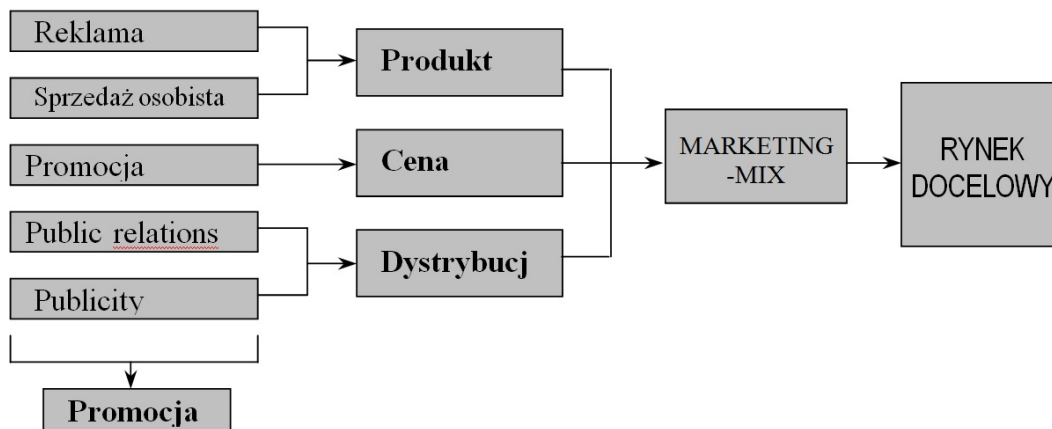 Reklama
Sprzedaż osobista
Promocja
Public relations
Publicity
Promocja
Produkt
Cena
Dystrybucj
MARKETING
-MIX
RYNEK
DOCELOWY